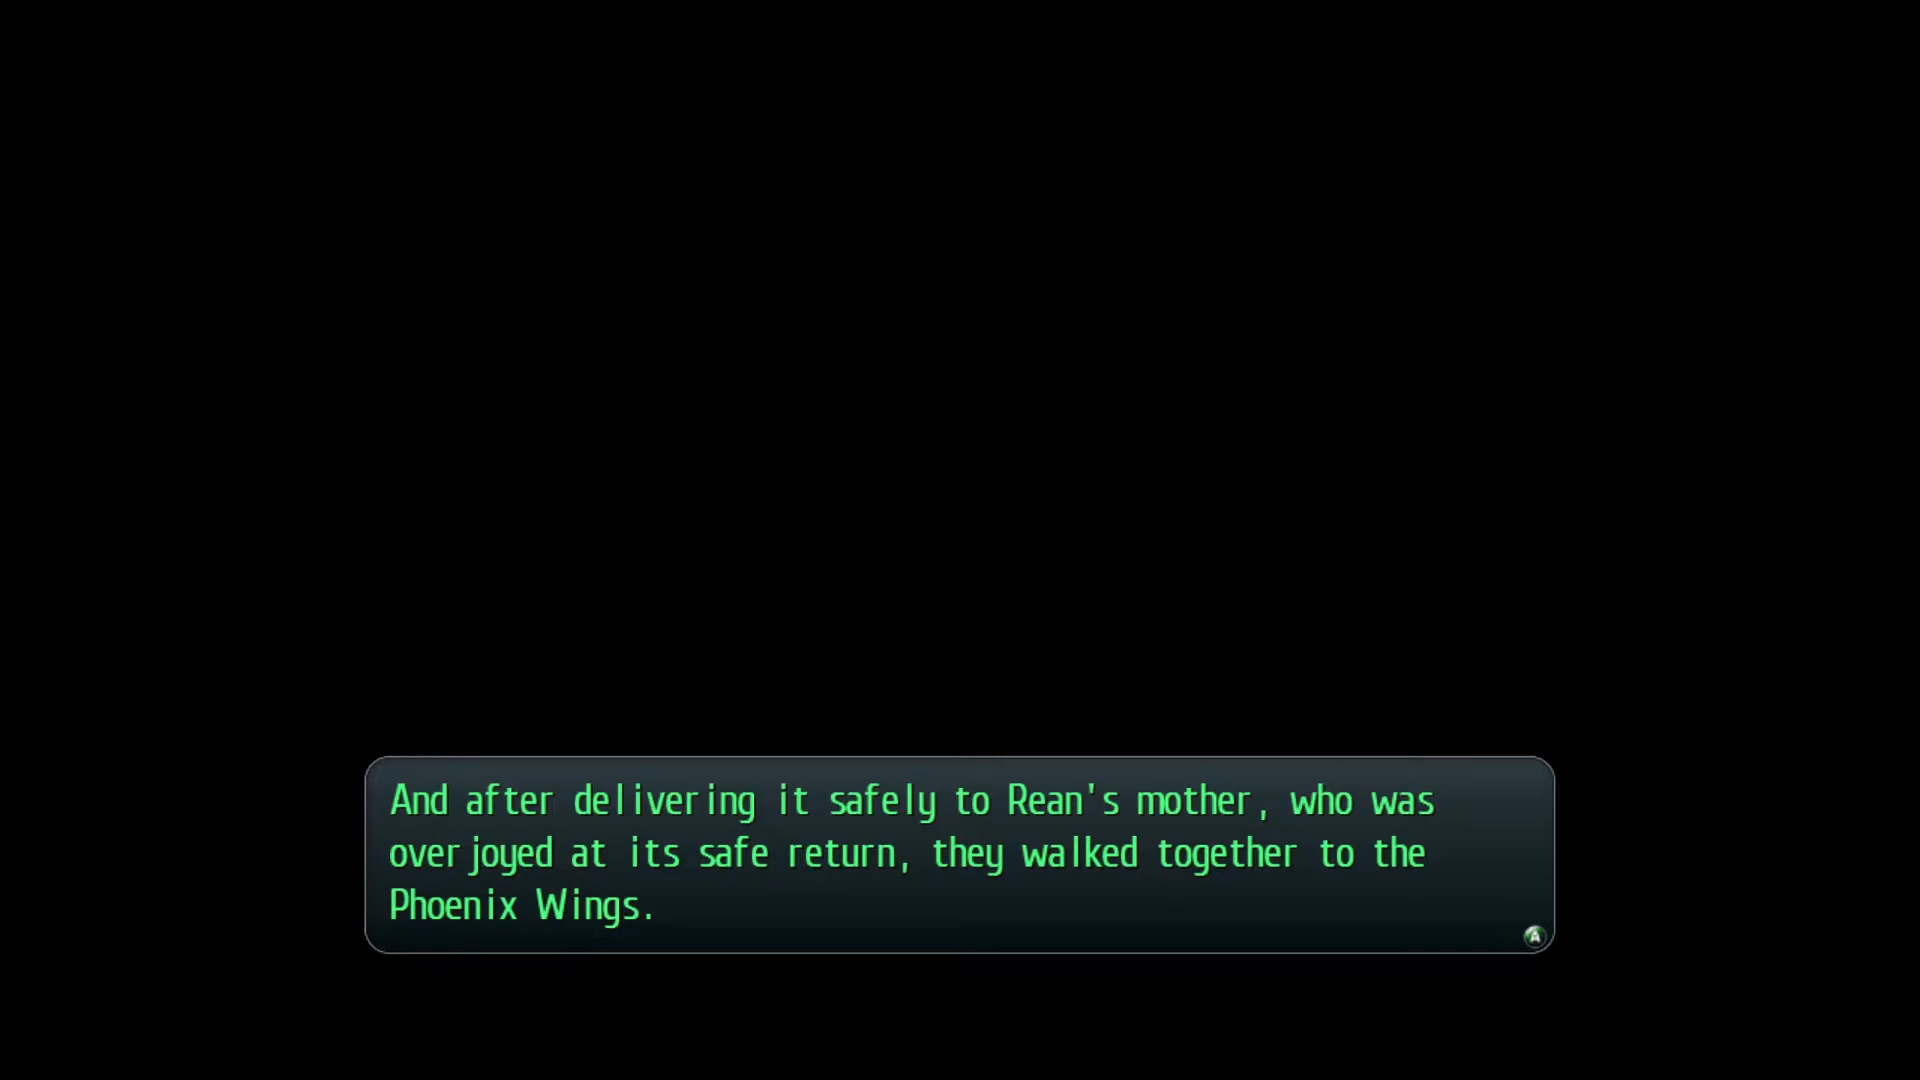 And after delivering it safely to Rean's mother, who was
overjoyed at its safe return, they walked together to the
Phoenix Wings.
A